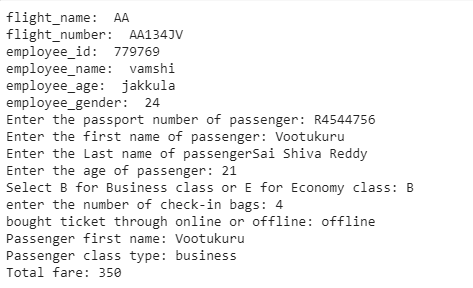 flight_name:  AA
flight_number:  AA134JV
employee_id:  779769
employee_name:  vamshi
employee_age:  jakkula
employee_gender:  24
Enter the passport number of passenger: R4544756
Enter the first name of passenger: Vootukuru
Enter the Last name of passengerSai Shiva Reddy
Enter the age of passenger: 21
Select B for Business class or E for Economy class: B
enter the number of check-in bags: 4
bought ticket through online or offline: offline
Passenger first name: Vootukuru
Passenger class type: business
Total fare: 350